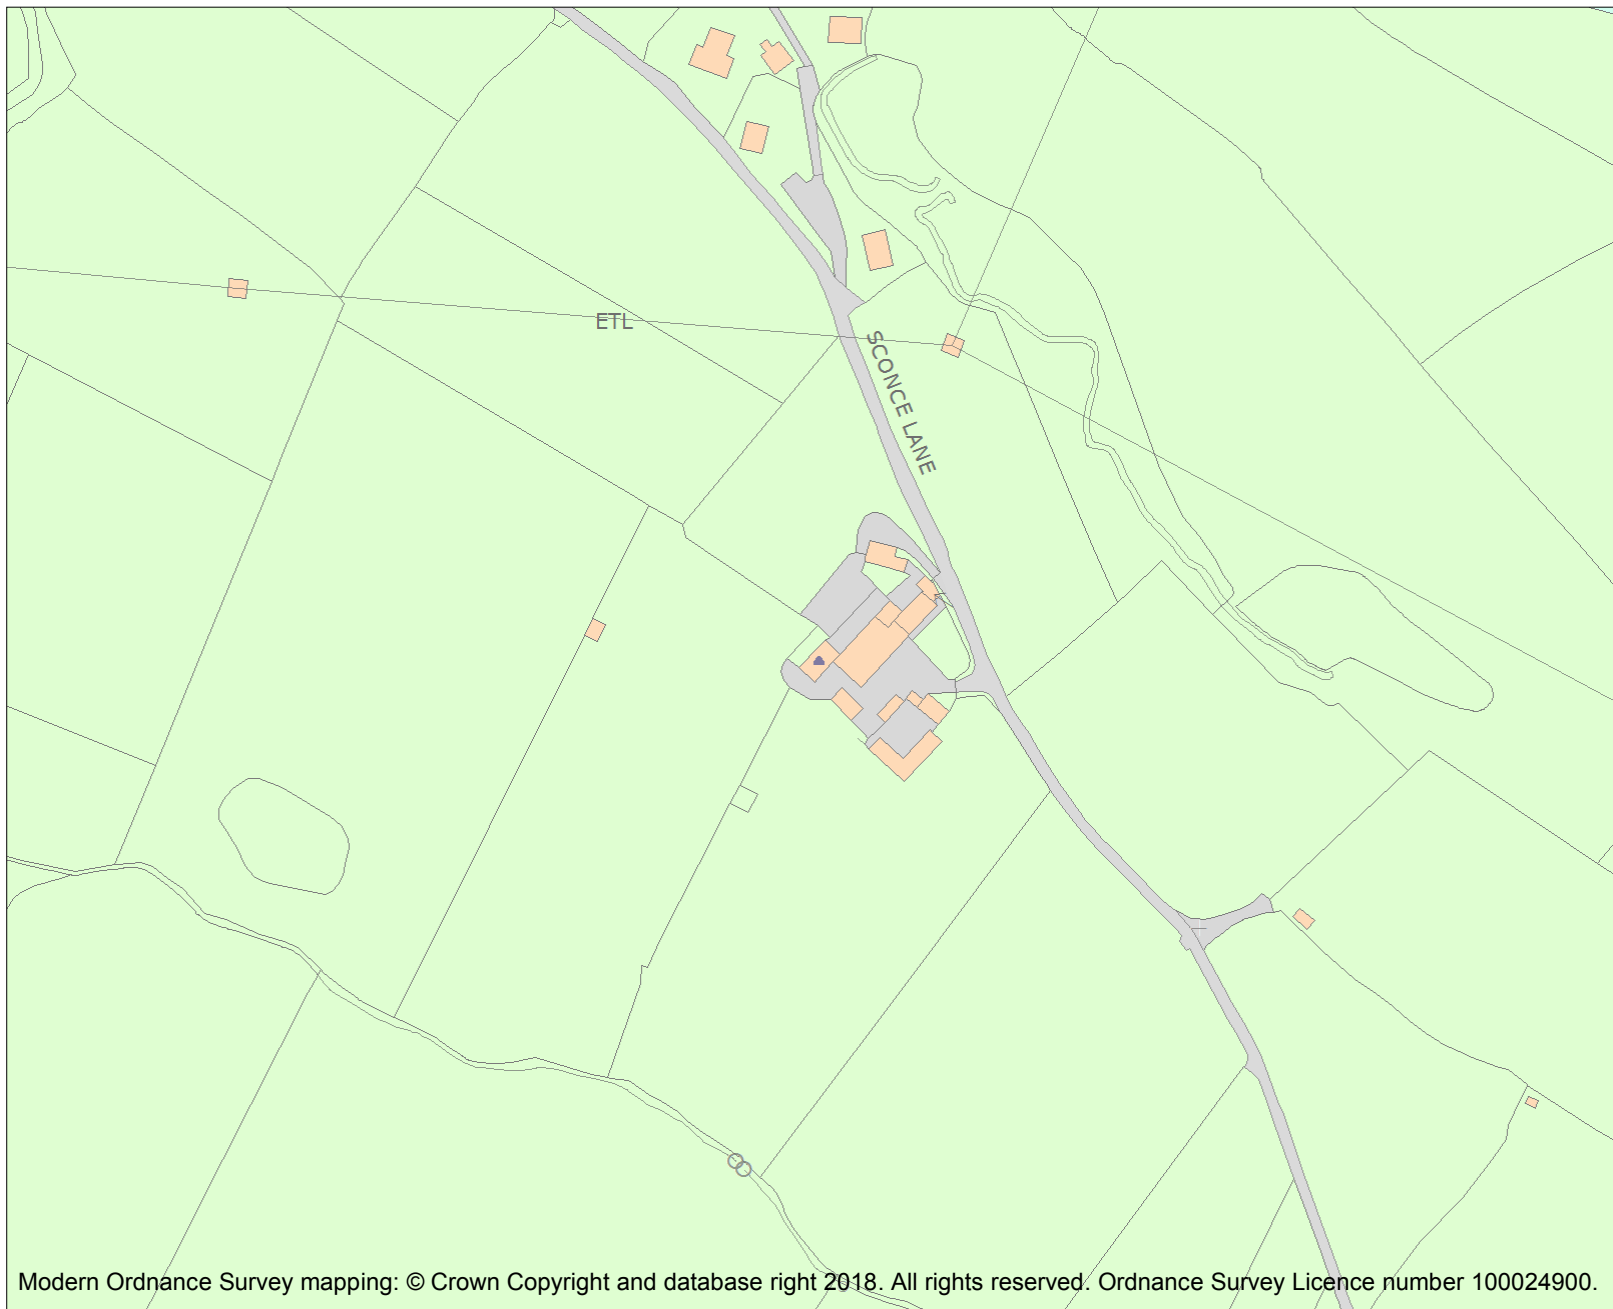 ETL
SCONCE LANE
Modern Ordnance Survey mapping: © Crown Copyright and database right 2018. All rights reserved. Ordnance Survey Licence number 100024900.